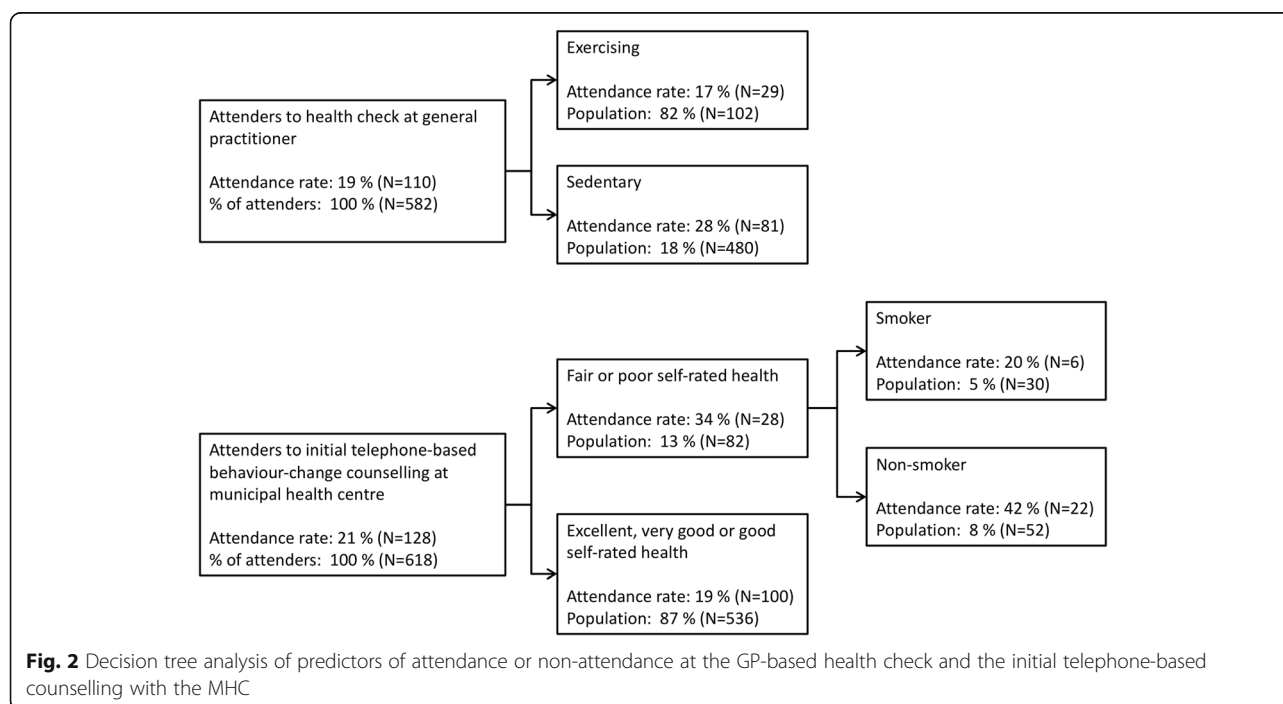 Attenders to health check at general
practitioner
Attendance rate: 19 % (N=110)
% of attenders:  100 % (N=582)
Exercising
Attendance rate: 17 % (N=29)
Population:  82 % (N=102)
Sedentary
Attendance rate: 28 % (N=81)
Population:  18 % (N=480)
Attenders to initial telephone-based
behaviour-change counselling at
municipal health centre
Attendance rate: 21 % (N=128)
% of attenders:  100 % (N=618)
Fair or poor self-rated health
Attendance rate: 34 % (N=28)
Population:  13 % (N=82)
Excellent, very good or good
self-rated health
Attendance rate: 19 % (N=100)
Population:  87 % (N=536)
Smoker
Attendance rate: 20 % (N=6)
Population:  5 % (N=30)
Non-smoker
Attendance rate: 42 % (N=22)
Population:  8 % (N=52)
Fig. 2 Decision tree analysis of predictors of attendance or non-attendance at the GP-based health check and the initial telephone-based
counselling with the MHC